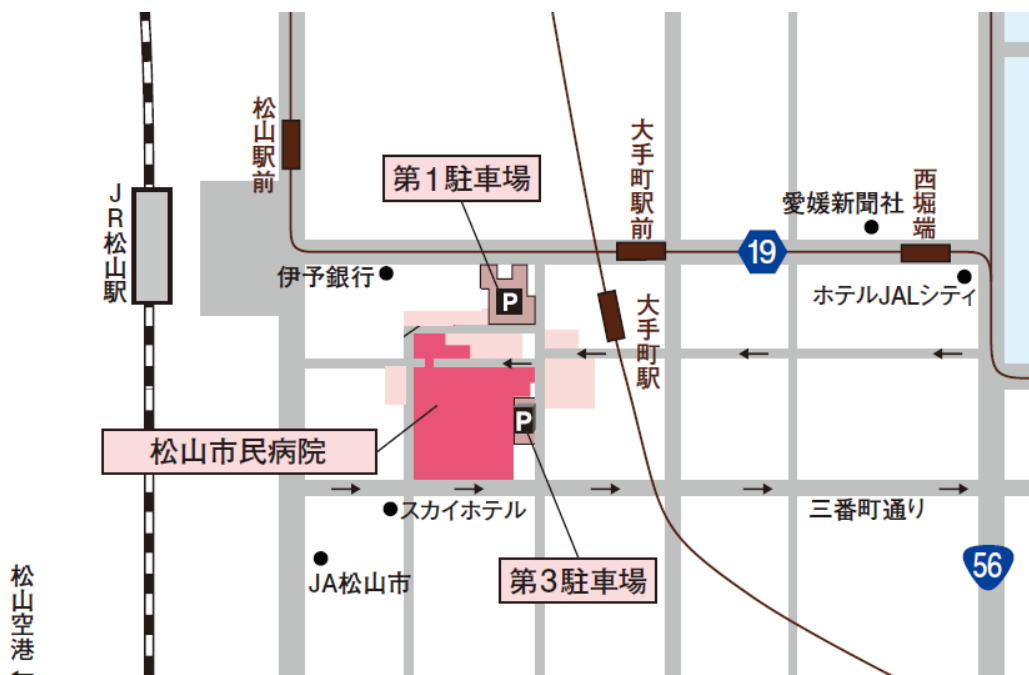 松山駅前
第1駐車場
大手町駅前
西堀端
愛媛新聞社
JR松山駅
19
伊予銀行
ホテルJALシティ
P
大手町駅
P
松山市民病院
スカイホテル
三番町通り
JA松山市
第3駐車場
56
松山空港